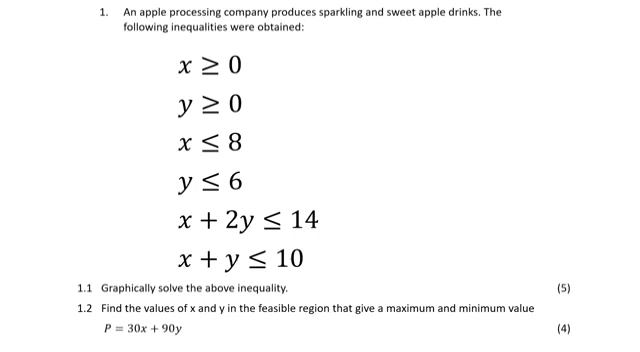 1. An apple processing company produces sparkling and sweet apple drinks. The
following inequalities were obtained:
x ≥ 0
y ≥ 0
x ≤ 8
y ≤ 6
x + 2y ≤ 14
x + y ≤ 10
1.1 Graphically solve the above inequality. (5)
1.2 Find the values of x and y in the feasible region that give a maximum and minimum value
P = 30x + 90y (4)